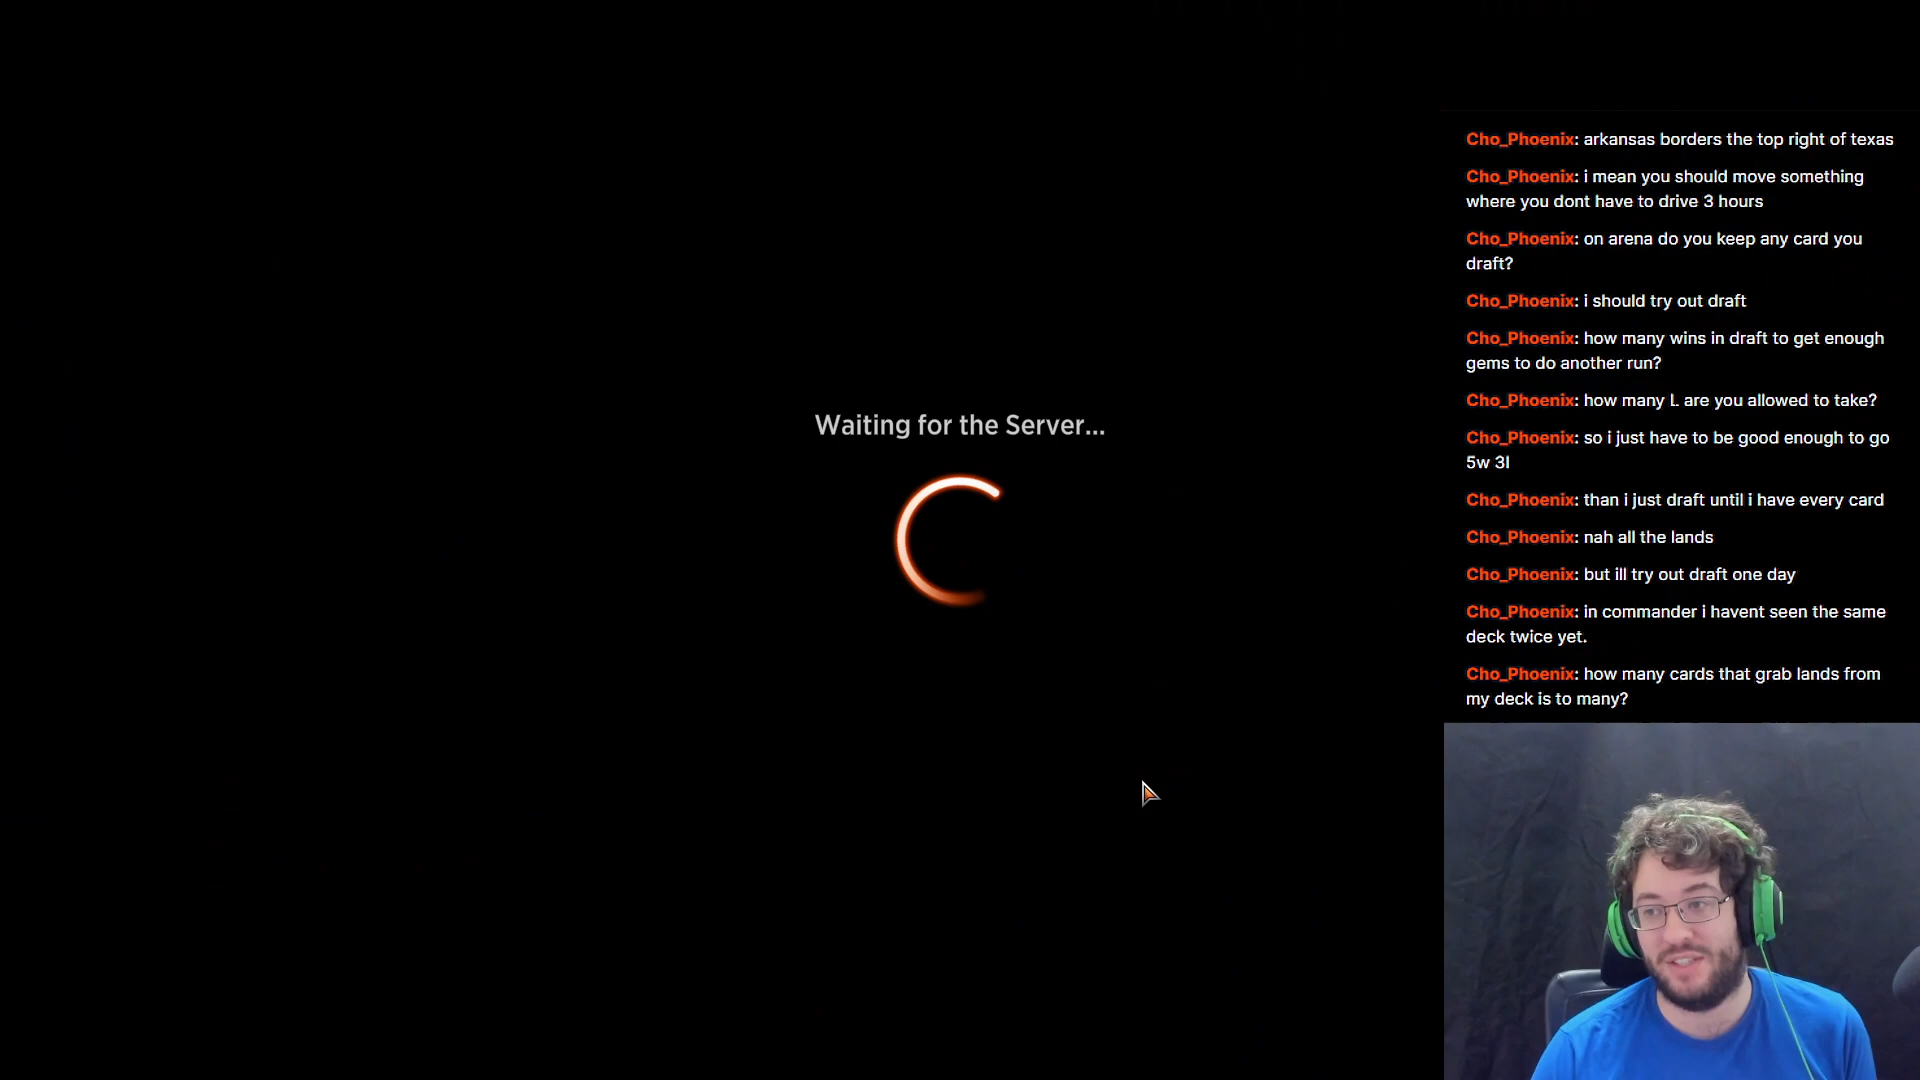 Cho_Phoenix: arkansas borders the top right of texas
Cho_Phoenix: i mean you should move something
where you dont have to drive 3 hours
Cho_Phoenix: on arena do you keep any card you
draft?
Cho_Phoenix: i should try out draft
Cho_Phoenix: how many wins in draft to get enough
gems to do another run?
Cho_Phoenix: how many L are you allowed to take?
Cho_Phoenix: so i just have to be good enough to go
5w 3l
Cho_Phoenix: than i just draft until i have every card
Cho_Phoenix: nah all the lands
Cho_Phoenix: but ill try out draft one day
Cho_Phoenix: in commander i havent seen the same
deck twice yet.
Cho_Phoenix: how many cards that grab lands from
my deck is to many?
Waiting for the Server...